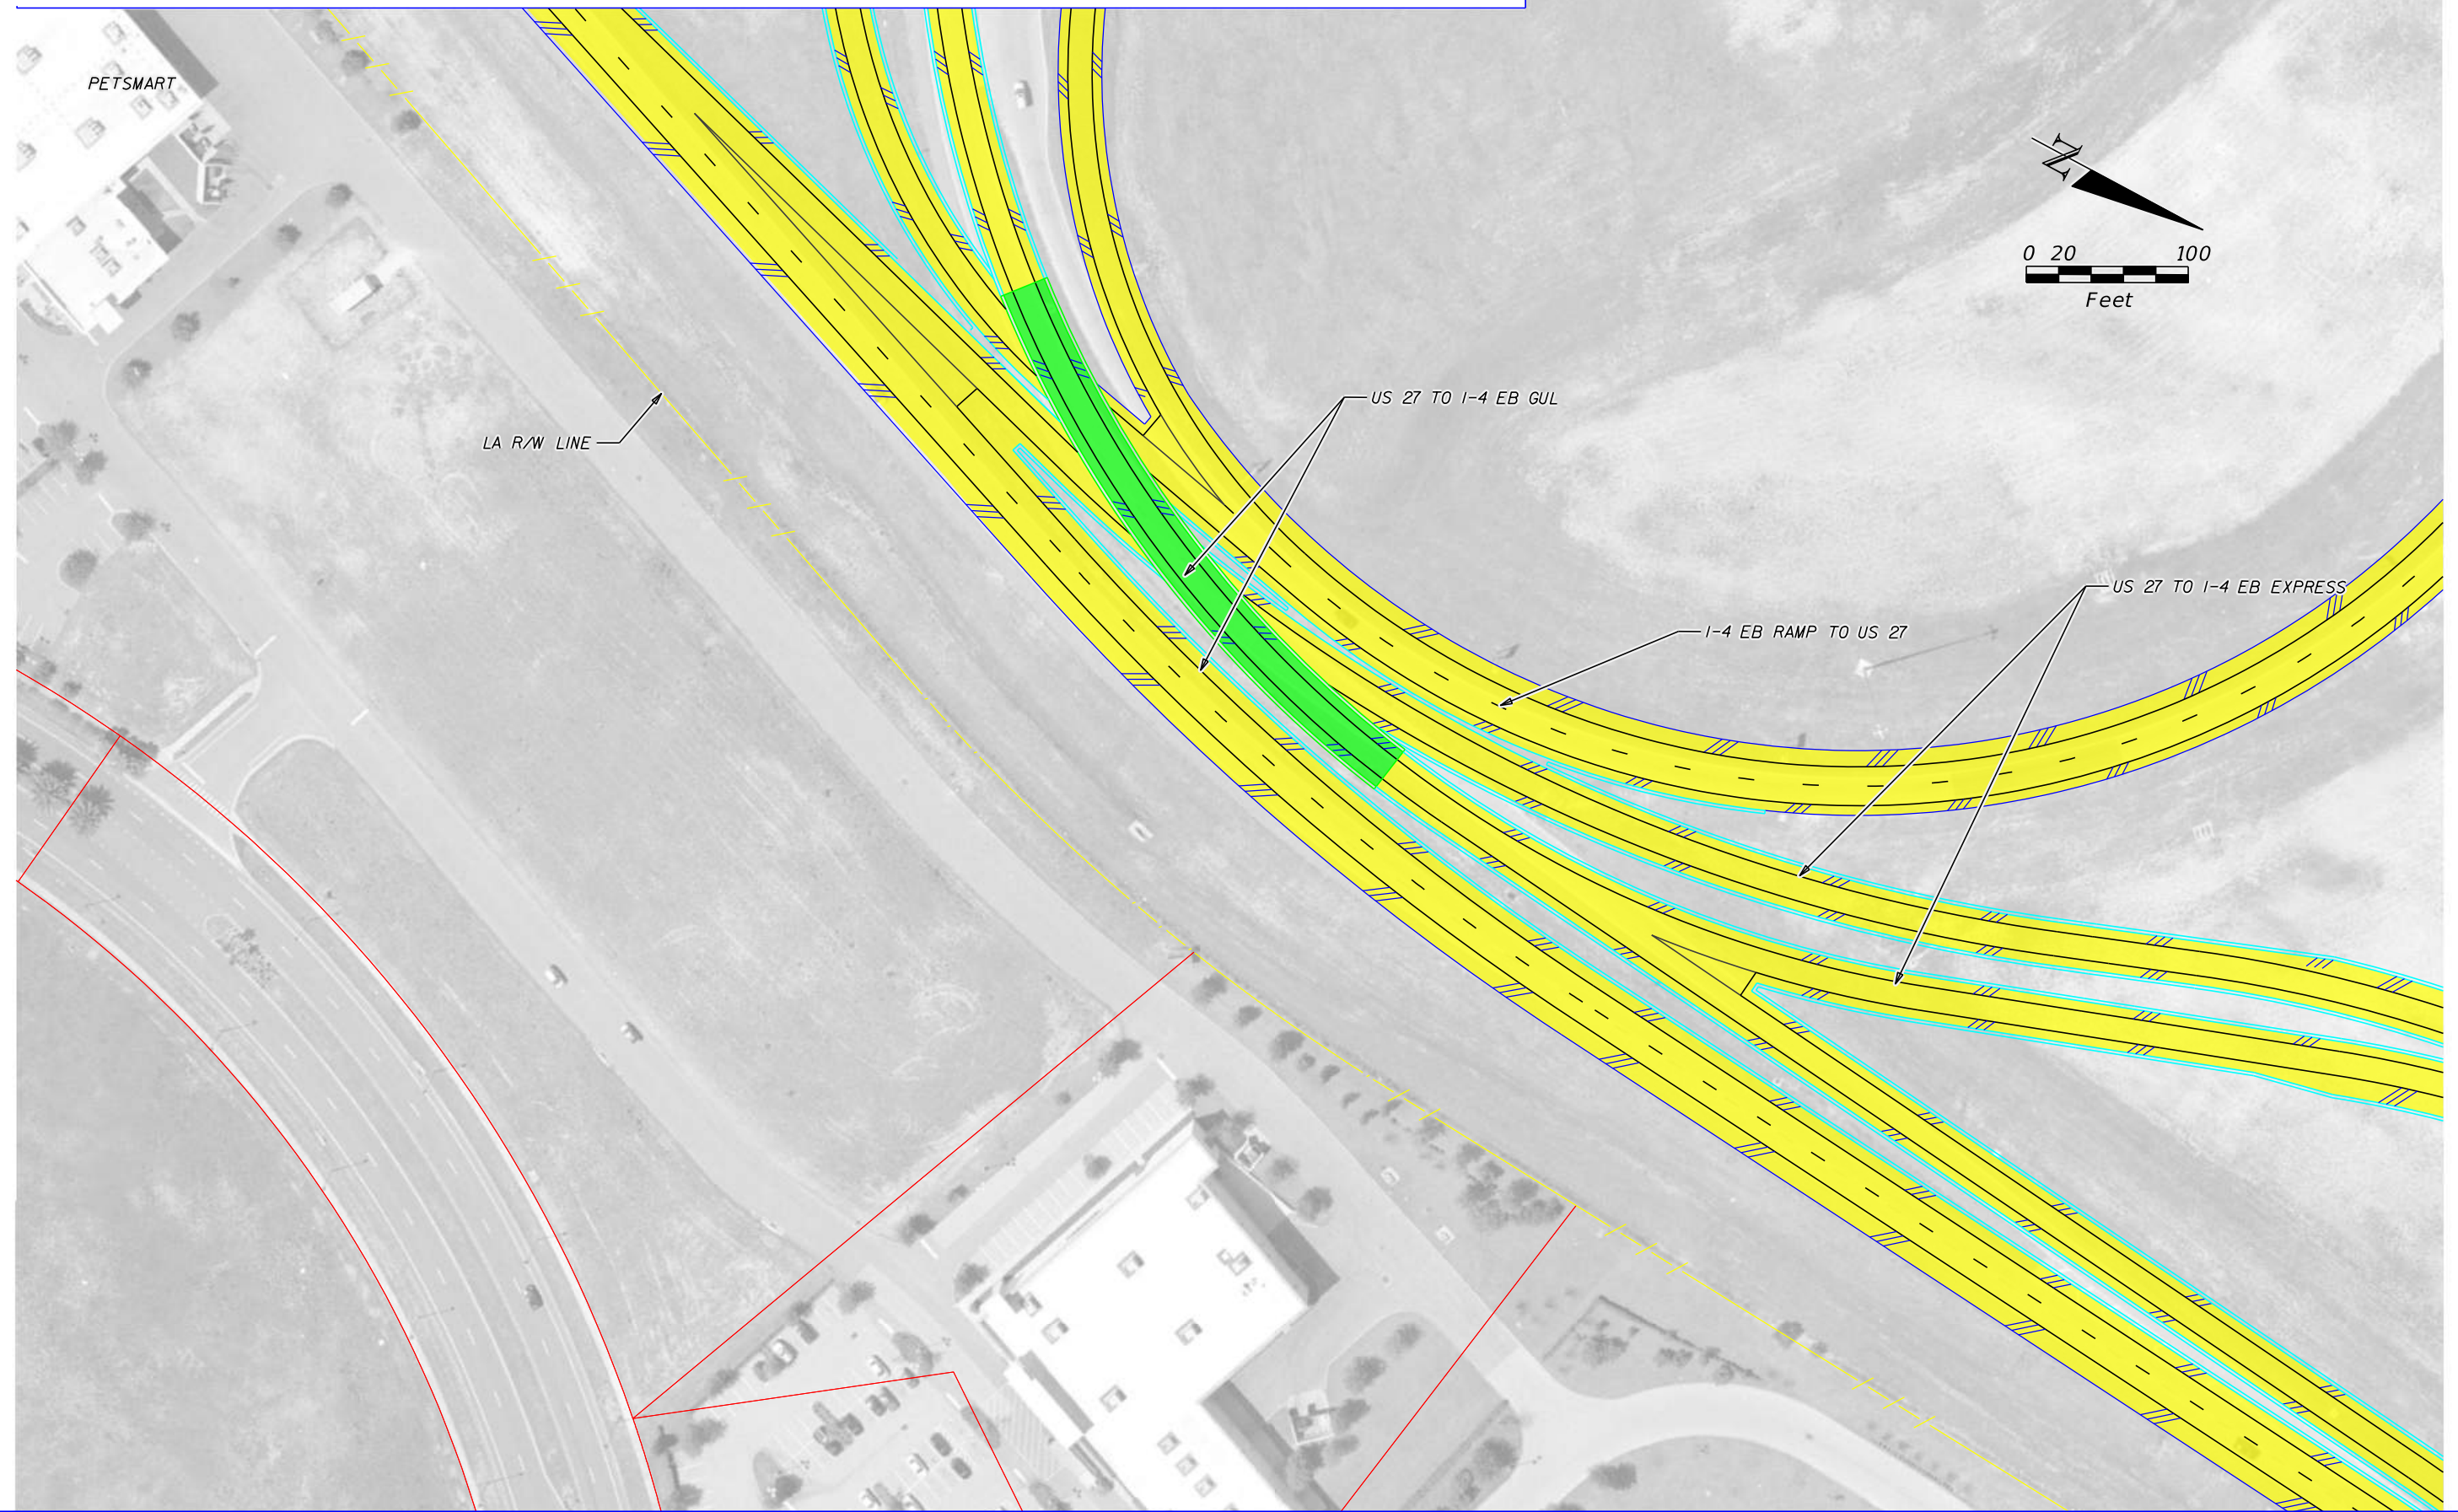 PETSMART
N
0 20 100
Feet
US 27 TO I-4 EB GUL
LA R/W LINE
US 27 TO I-4 EB EXPRESS
I-4 EB RAMP TO US 27